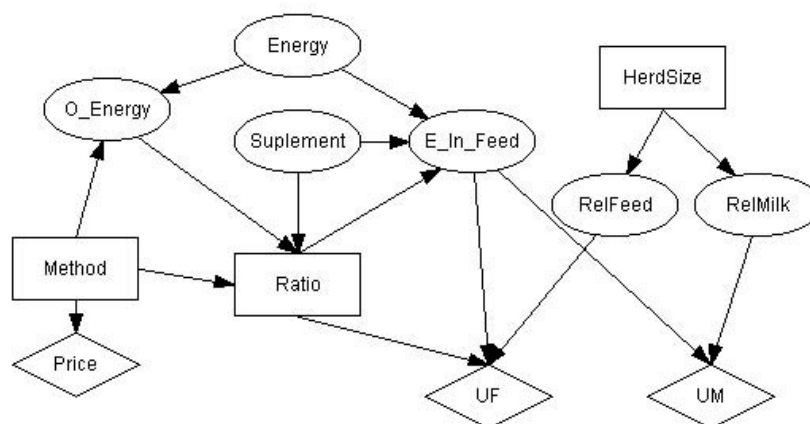 Energy
HerdSize
O_Energy
Suplement
E_In_Feed
RelFeed
RelMilk
Method
Ratio
Price
UF
UM